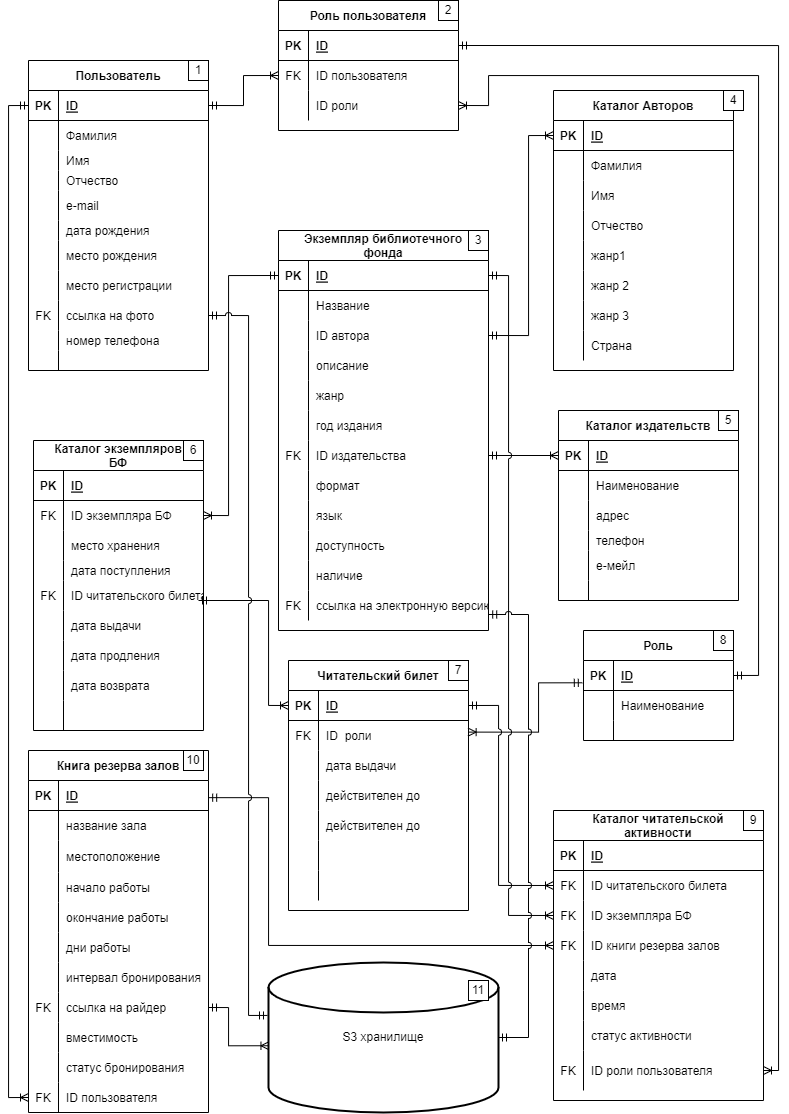 Роль пользователя
2
PK
ID
FK
ID пользователя
ID роли
Пользователь
1
PK
ID
Фамилия
Имя
Отчество
e-mail
дата рождения
место рождения
место регистрации
FK
ссылка на фото
номер телефона
Каталог Авторов
4
PK
ID
Фамилия
Имя
Отчество
жанр1
жанр 2
жанр 3
Страна
Экземпляр библиотечного
фонда
3
PK
ID
Название
ID автора
описание
жанр
год издания
FK
ID издательства
формат
язык
доступность
наличие
FK
ссылка на электронную версию
Каталог издательств
5
PK
ID
Наименование
адрес
телефон
е-мейл
Каталог экземпляров
БФ
6
PK
ID
FK
ID экземпляра БФ
место хранения
дата поступления
FK
ID читательского билета
дата выдачи
дата продления
дата возврата
Роль
8
PK
ID
Наименование
Читательский билет
7
PK
ID
FK
ID роли
дата выдачи
действителен до
действителен до
Книга резерва залов
10
PK
ID
название зала
местоположение
начало работы
окончание работы
дни работы
интервал бронирования
FK
ссылка на райдер
вместимость
статус бронирования
FK
ID пользователя
Каталог читательской
активности
9
PK
ID
FK
ID читательского билета
FK
ID экземпляра БФ
FK
ID книги резерва залов
дата
время
статус активности
FK
ID роли пользователя
11
S3 хранилище